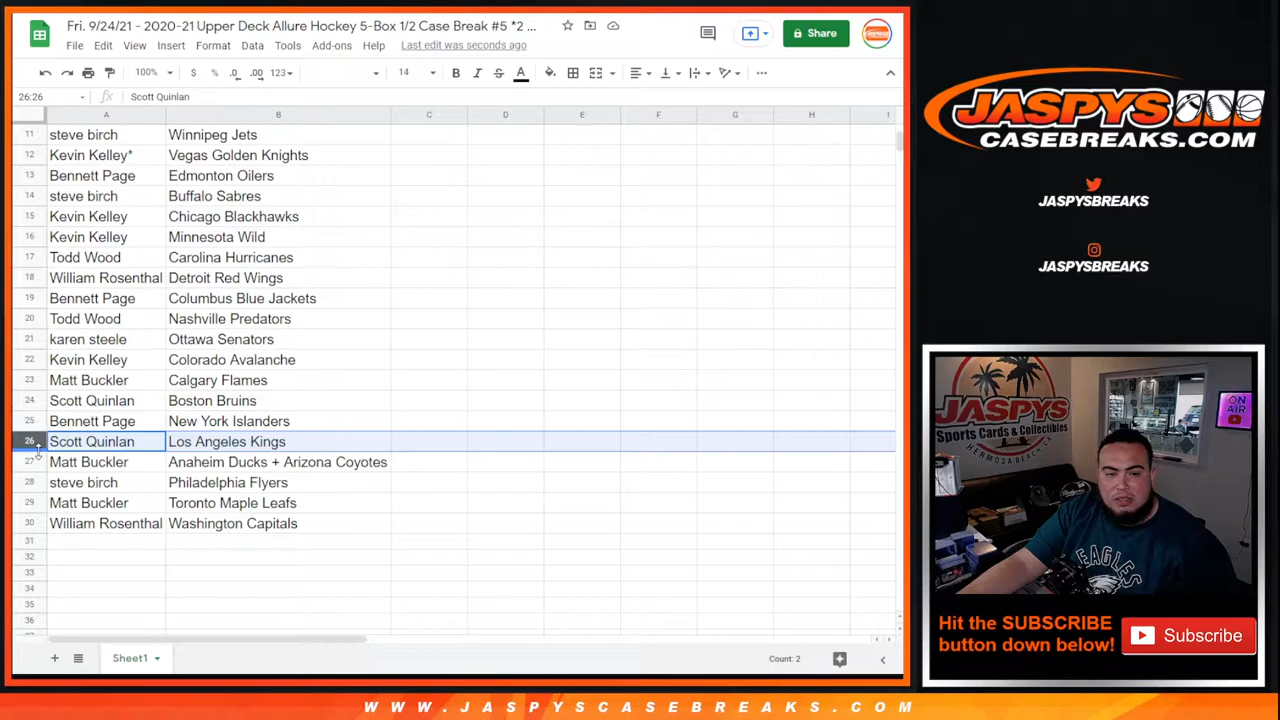 Fri. 9/24/21 - 2020-21 Upper Deck Allure Hockey 5-Box 1/2 Case Break #5 *2 ...
File Edit View Insert Format Data Tools Add-ons Help Last edit was seconds ago
Share
100% $ % .0 .00 123 14 B I S A
26:26 fx Scott Quinlan
A B C D E F G H I
11 steve birch Winnipeg Jets
12 Kevin Kelley* Vegas Golden Knights
13 Bennett Page Edmonton Oilers
14 steve birch Buffalo Sabres
15 Kevin Kelley Chicago Blackhawks
16 Kevin Kelley Minnesota Wild
17 Todd Wood Carolina Hurricanes
18 William Rosenthal Detroit Red Wings
19 Bennett Page Columbus Blue Jackets
20 Todd Wood Nashville Predators
21 karen steele Ottawa Senators
22 Kevin Kelley Colorado Avalanche
23 Matt Buckler Calgary Flames
24 Scott Quinlan Boston Bruins
25 Bennett Page New York Islanders
26 Scott Quinlan Los Angeles Kings
27 Matt Buckler Anaheim Ducks + Arizona Coyotes
28 steve birch Philadelphia Flyers
29 Matt Buckler Toronto Maple Leafs
30 William Rosenthal Washington Capitals
31
32
33
34
35
36
Sheet1
Count: 2
JASPYS
CASEBREAKS.COM
JASPYSBREAKS
JASPYSBREAKS
JASPYS
Sports Cards & Collectibles
HERMOSA BEACH, CA
ON
AIR
EAGLES
Hit the SUBSCRIBE
button down below!
Subscribe
WWW.JASPYSCASEBREAKS.COM